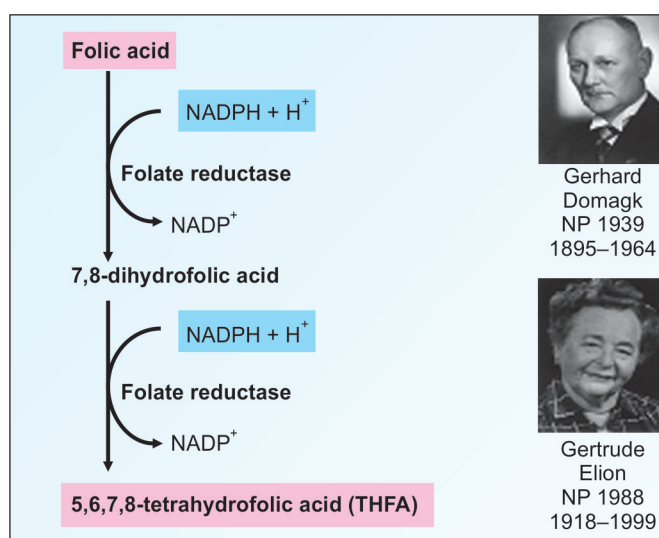 Folic acid
NADPH + H⁺
Folate reductase
NADP⁺
7,8-dihydrofolic acid
NADPH + H⁺
Folate reductase
NADP⁺
5,6,7,8-tetrahydrofolic acid (THFA)
Gerhard
Domagk
NP 1939
1895–1964
Gertrude
Elion
NP 1988
1918–1999